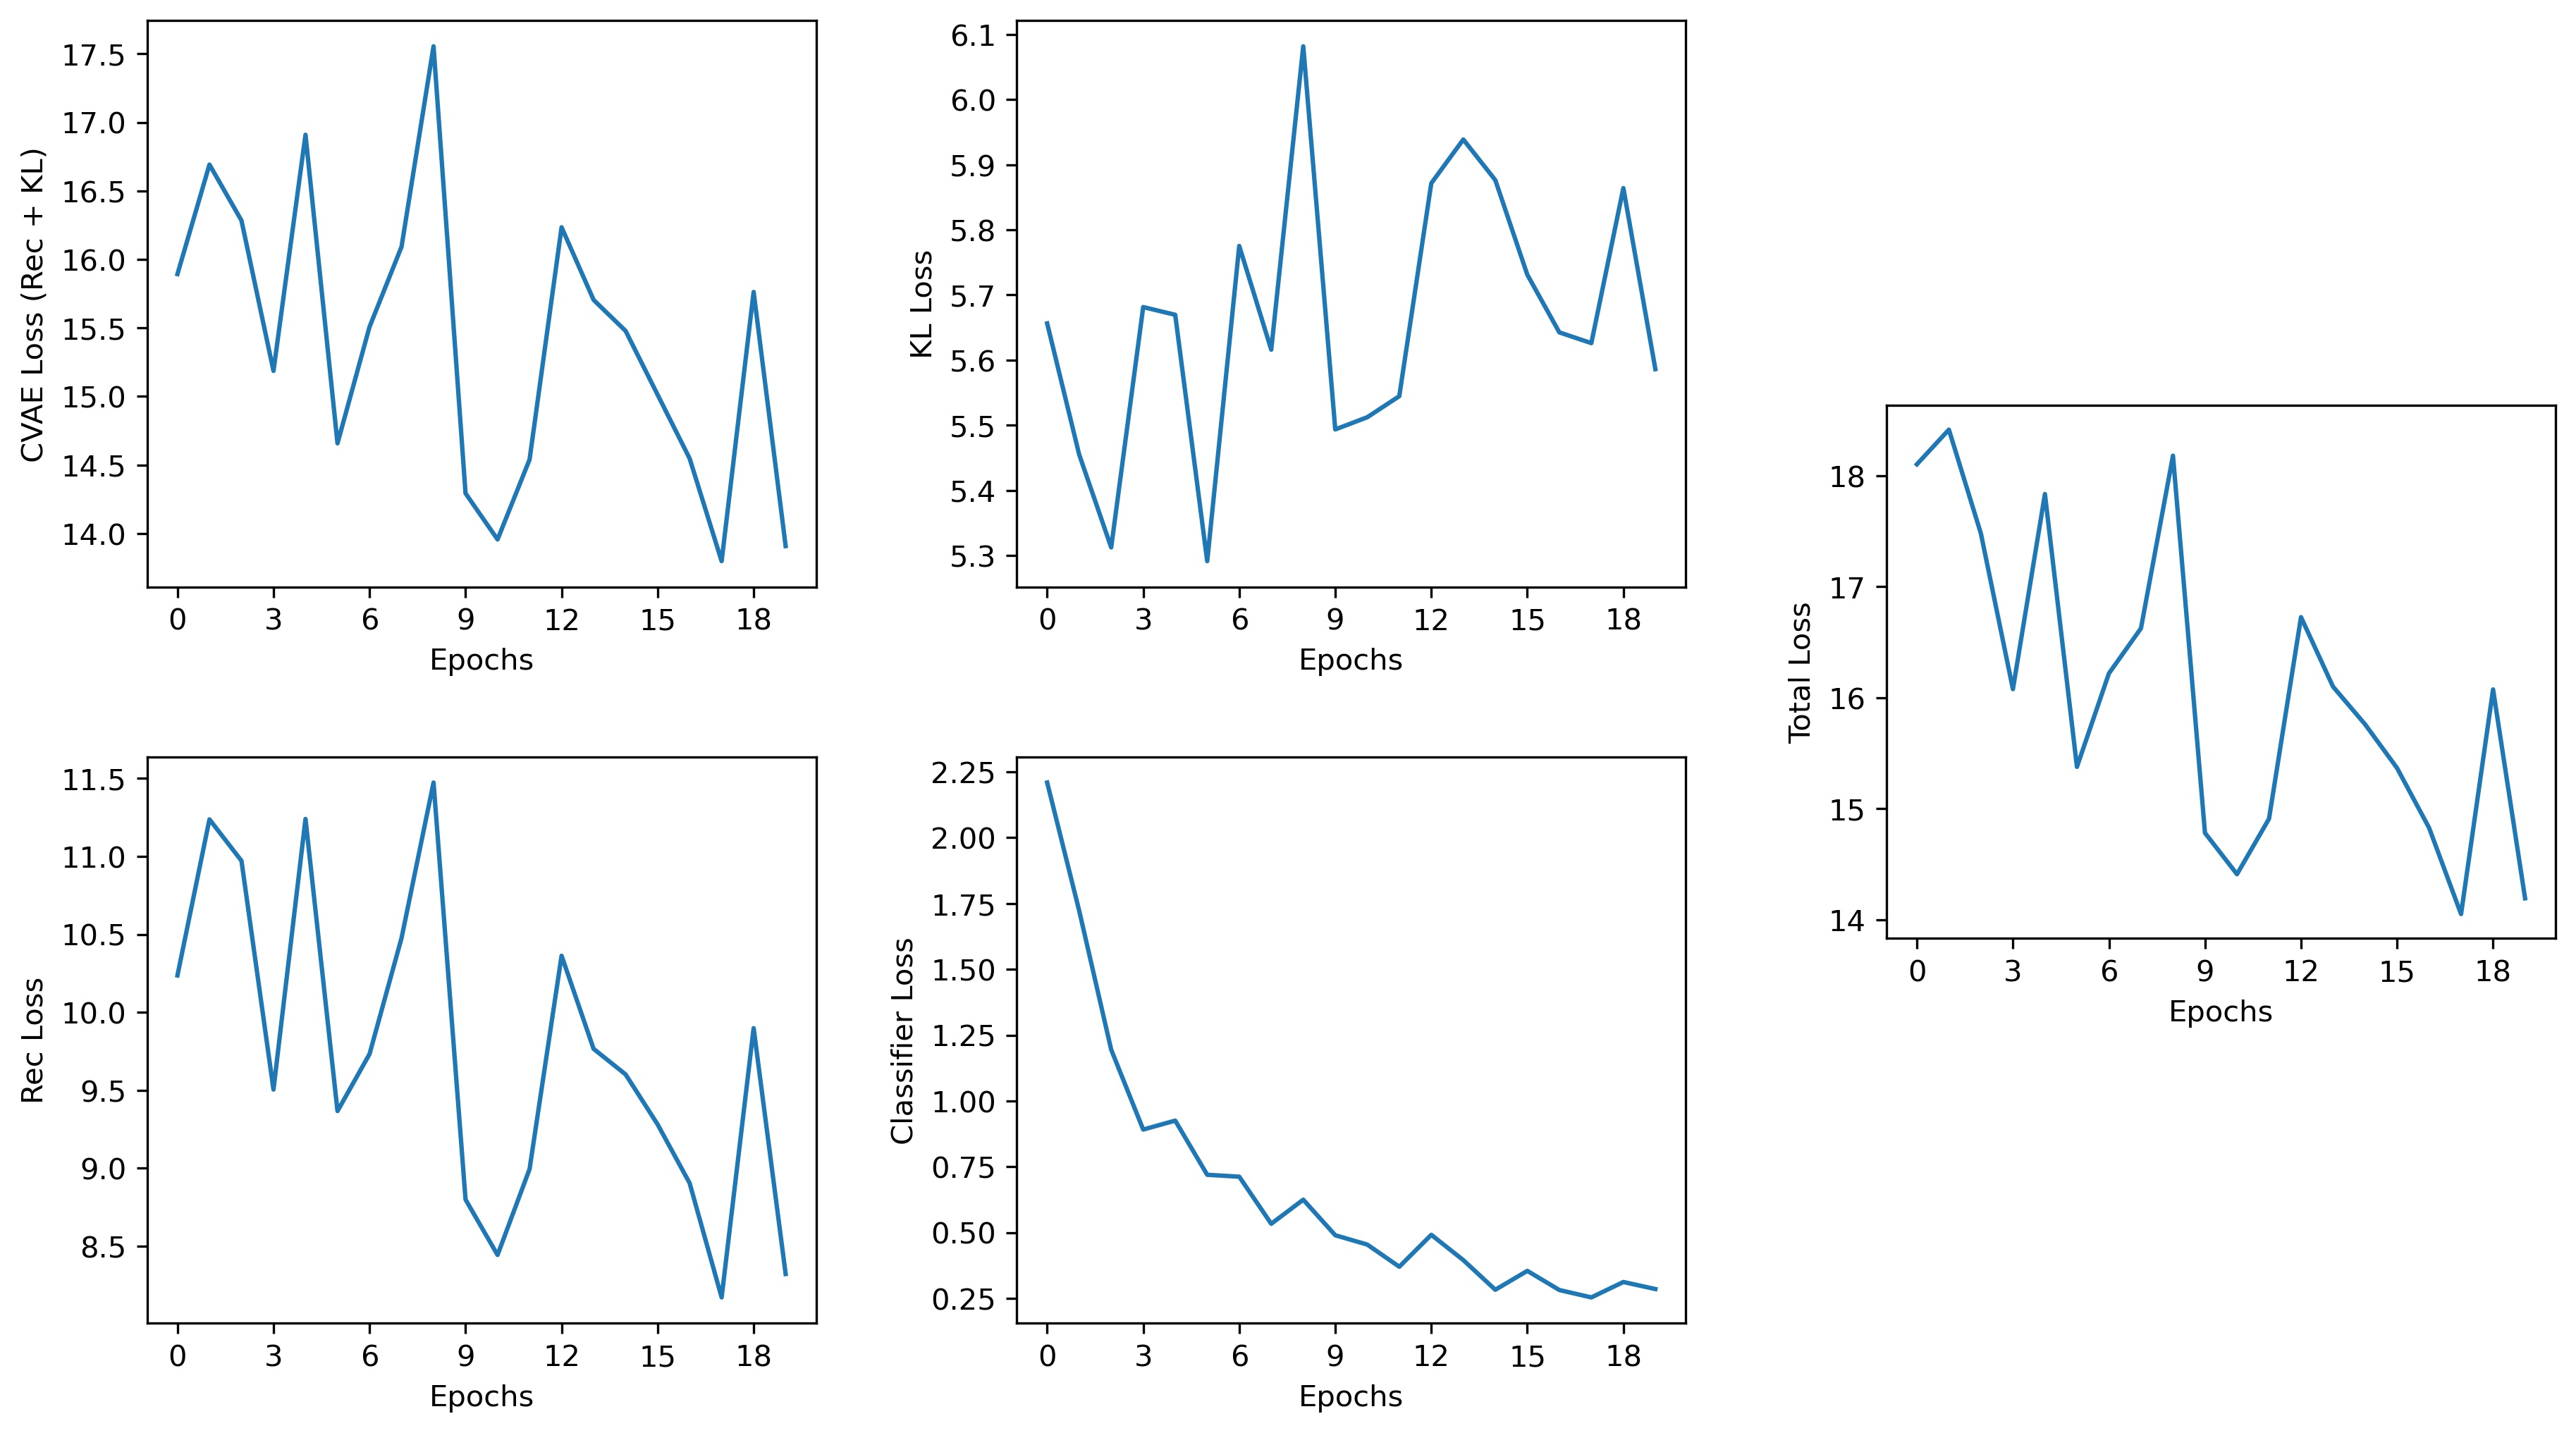 CVAE Loss (Rec + KL)
17.5
17.0
16.5
16.0
15.5
15.0
14.5
14.0
0 3 6 9 12 15 18
Epochs
KL Loss
6.1
6.0
5.9
5.8
5.7
5.6
5.5
5.4
5.3
0 3 6 9 12 15 18
Epochs
Rec Loss
11.5
11.0
10.5
10.0
9.5
9.0
8.5
0 3 6 9 12 15 18
Epochs
Classifier Loss
2.25
2.00
1.75
1.50
1.25
1.00
0.75
0.50
0.25
0 3 6 9 12 15 18
Epochs
Total Loss
18
17
16
15
14
0 3 6 9 12 15 18
Epochs